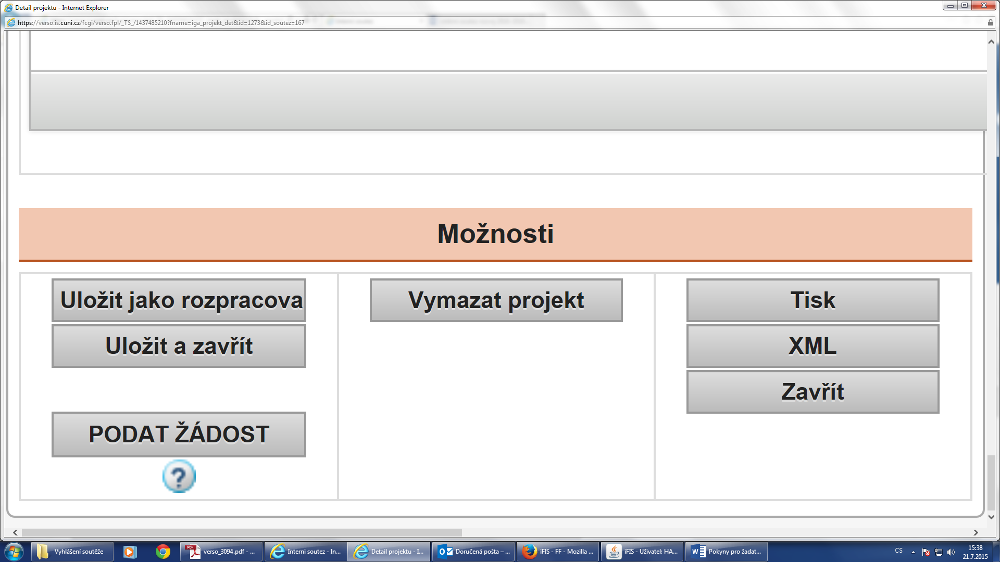 Detail projektu - Internet Explorer
https://verso.is.cuni.cz/fcgi/verso.fpl/_TS_/1437485210?fname=iga_projekt_det&id=1273&id_soutez=167
Možnosti
Uložit jako rozpracova
Vymazat projekt
Tisk
Uložit a zavřít
XML
Zavřít
PODAT ŽÁDOST
?
Vyhlášení soutěže
verso_3094.pdf - ...
Interni soutez - In...
Detail projektu - I...
Doručená pošta – ...
iFIS - FF - Mozilla ...
iFIS - Uživatel: HA...
Pokyny pro žadat...
CS
15:38
21.7.2015